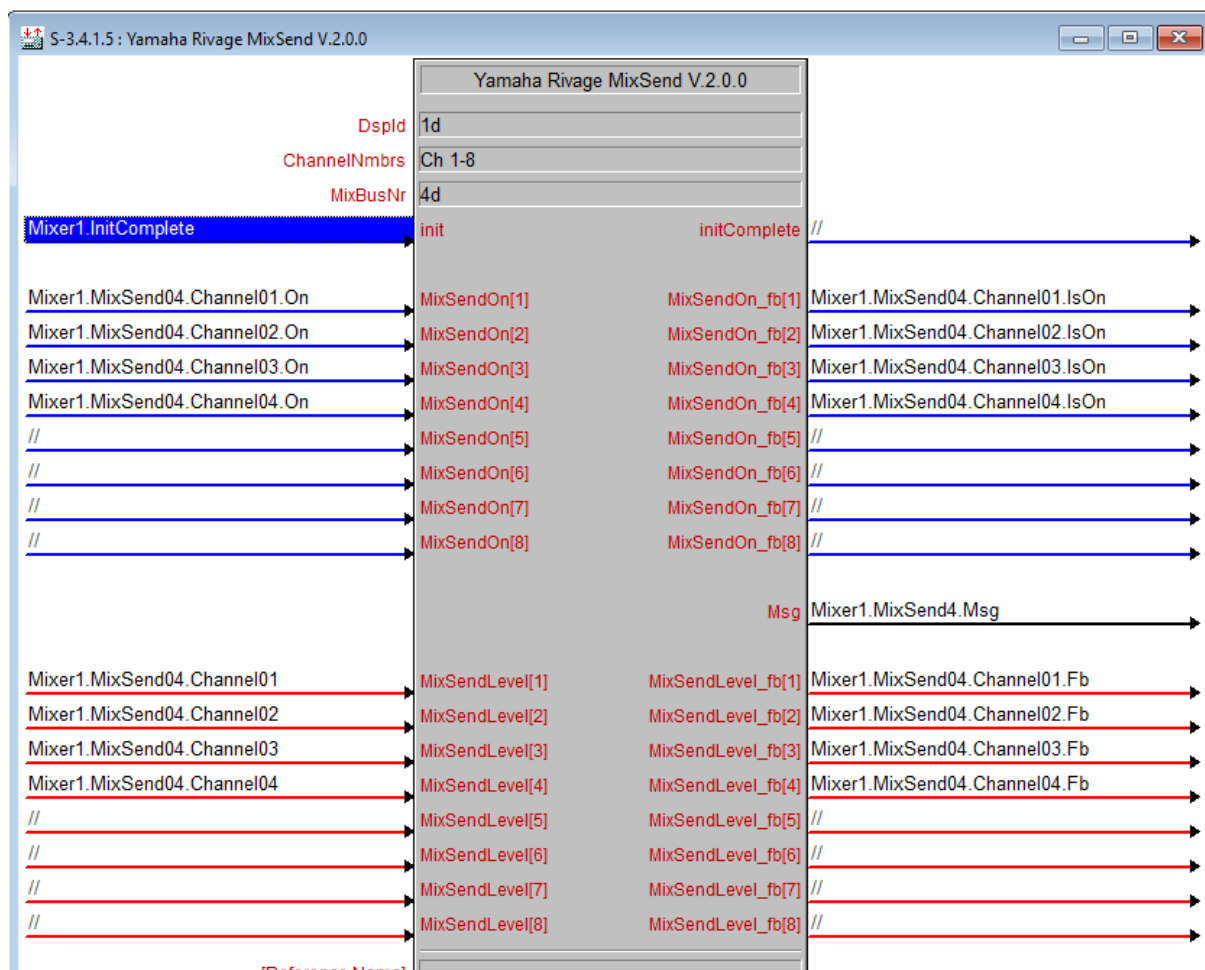 S-3.4.1.5 : Yamaha Rivage MixSend V.2.0.0
Yamaha Rivage MixSend V.2.0.0
DspId 1d
ChannelNmbrs Ch 1-8
MixBusNr 4d
Mixer1.InitComplete init initComplete //
Mixer1.MixSend04.Channel01.On MixSendOn[1] MixSendOn_fb[1] Mixer1.MixSend04.Channel01.IsOn
Mixer1.MixSend04.Channel02.On MixSendOn[2] MixSendOn_fb[2] Mixer1.MixSend04.Channel02.IsOn
Mixer1.MixSend04.Channel03.On MixSendOn[3] MixSendOn_fb[3] Mixer1.MixSend04.Channel03.IsOn
Mixer1.MixSend04.Channel04.On MixSendOn[4] MixSendOn_fb[4] Mixer1.MixSend04.Channel04.IsOn
// MixSendOn[5] MixSendOn_fb[5] //
// MixSendOn[6] MixSendOn_fb[6] //
// MixSendOn[7] MixSendOn_fb[7] //
// MixSendOn[8] MixSendOn_fb[8] //
Msg Mixer1.MixSend4.Msg
Mixer1.MixSend04.Channel01 MixSendLevel[1] MixSendLevel_fb[1] Mixer1.MixSend04.Channel01.Fb
Mixer1.MixSend04.Channel02 MixSendLevel[2] MixSendLevel_fb[2] Mixer1.MixSend04.Channel02.Fb
Mixer1.MixSend04.Channel03 MixSendLevel[3] MixSendLevel_fb[3] Mixer1.MixSend04.Channel03.Fb
Mixer1.MixSend04.Channel04 MixSendLevel[4] MixSendLevel_fb[4] Mixer1.MixSend04.Channel04.Fb
// MixSendLevel[5] MixSendLevel_fb[5] //
// MixSendLevel[6] MixSendLevel_fb[6] //
// MixSendLevel[7] MixSendLevel_fb[7] //
// MixSendLevel[8] MixSendLevel_fb[8] //
[Reference Name]